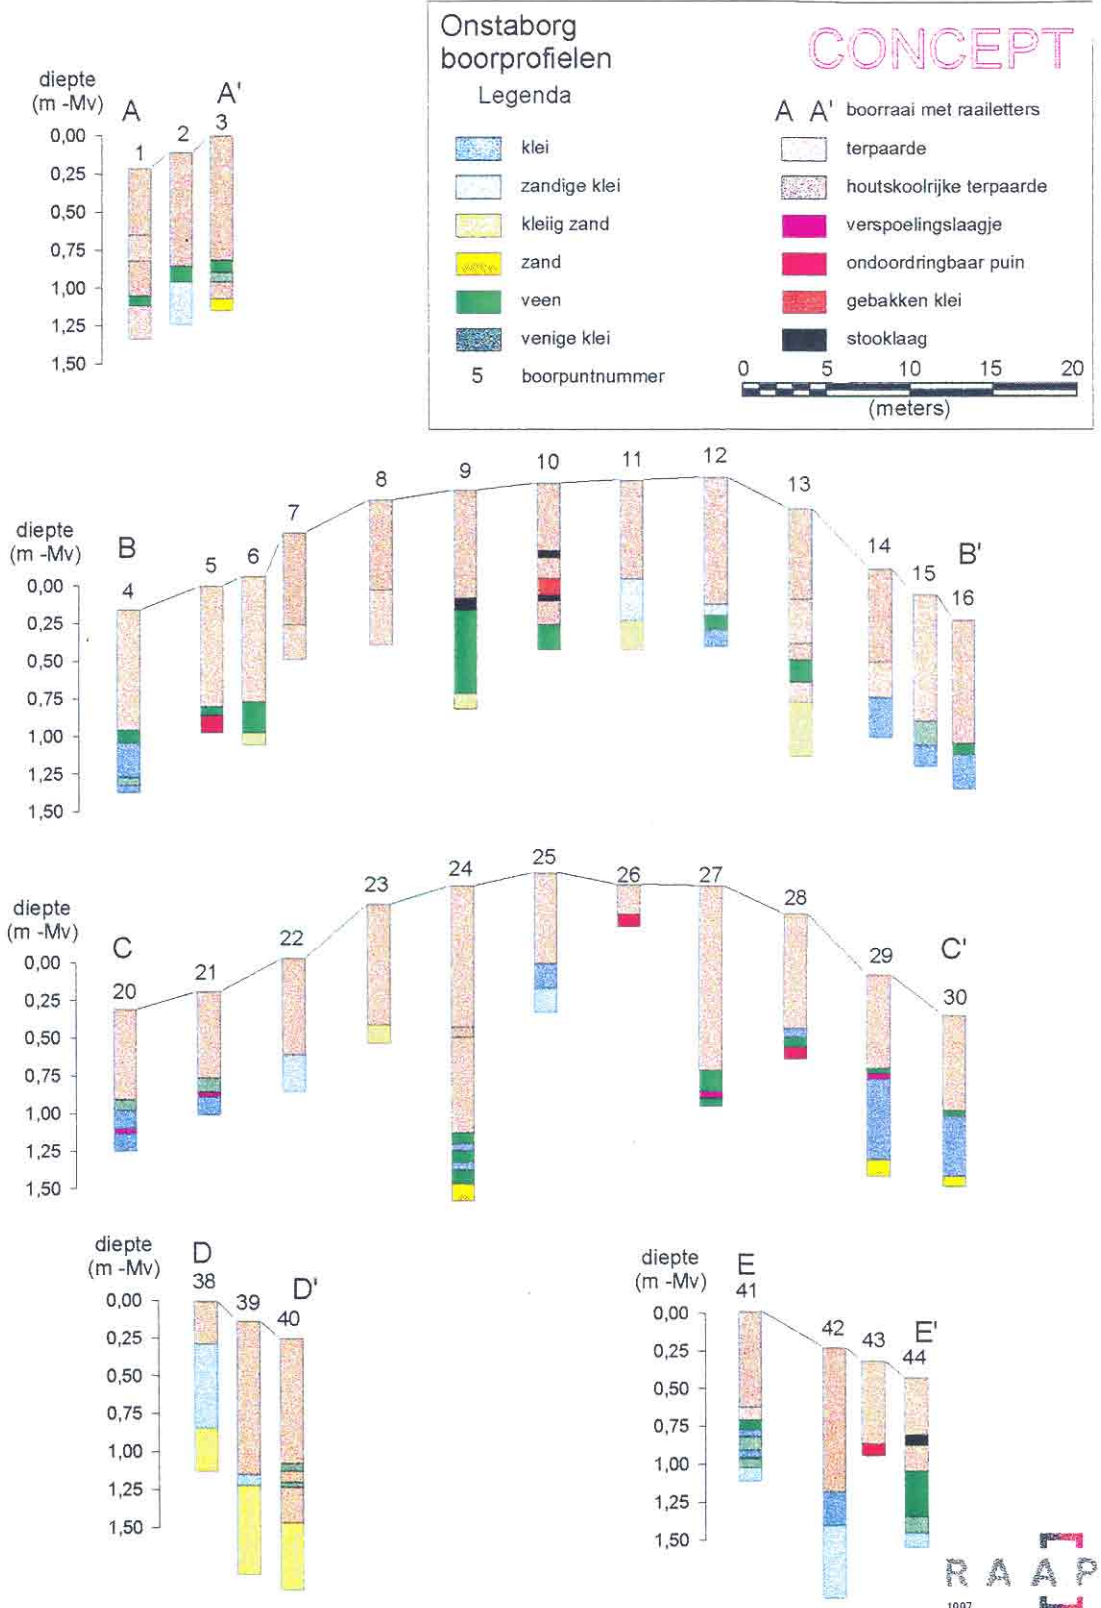 Onstaborg
boorprofielen
CONCEPT
Legenda
A A' boorraai met raailetters
klei
terpaarde
zandige klei
houtskoolrijke terpaarde
kleiig zand
verspoelingslaagje
zand
ondoordringbaar puin
veen
gebakken klei
venige klei
stooklaag
5 boorpuntnummer
0 5 10 15 20
(meters)
diepte
(m -Mv)
A A'
1 2 3
0,00
0,25
0,50
0,75
1,00
1,25
1,50
diepte
(m -Mv)
B B'
4 5 6 7 8 9 10 11 12 13 14 15 16
0,00
0,25
0,50
0,75
1,00
1,25
1,50
diepte
(m -Mv)
C C'
20 21 22 23 24 25 26 27 28 29 30
0,00
0,25
0,50
0,75
1,00
1,25
1,50
diepte
(m -Mv)
D D'
38 39 40
0,00
0,25
0,50
0,75
1,00
1,25
1,50
diepte
(m -Mv)
E E'
41 42 43 44
0,00
0,25
0,50
0,75
1,00
1,25
1,50
RAAP
1997